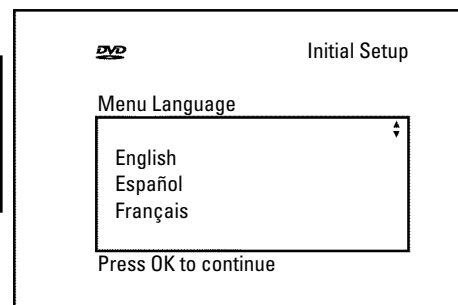 DVD
Initial Setup
Menu Language
English
Español
Français
Press OK to continue